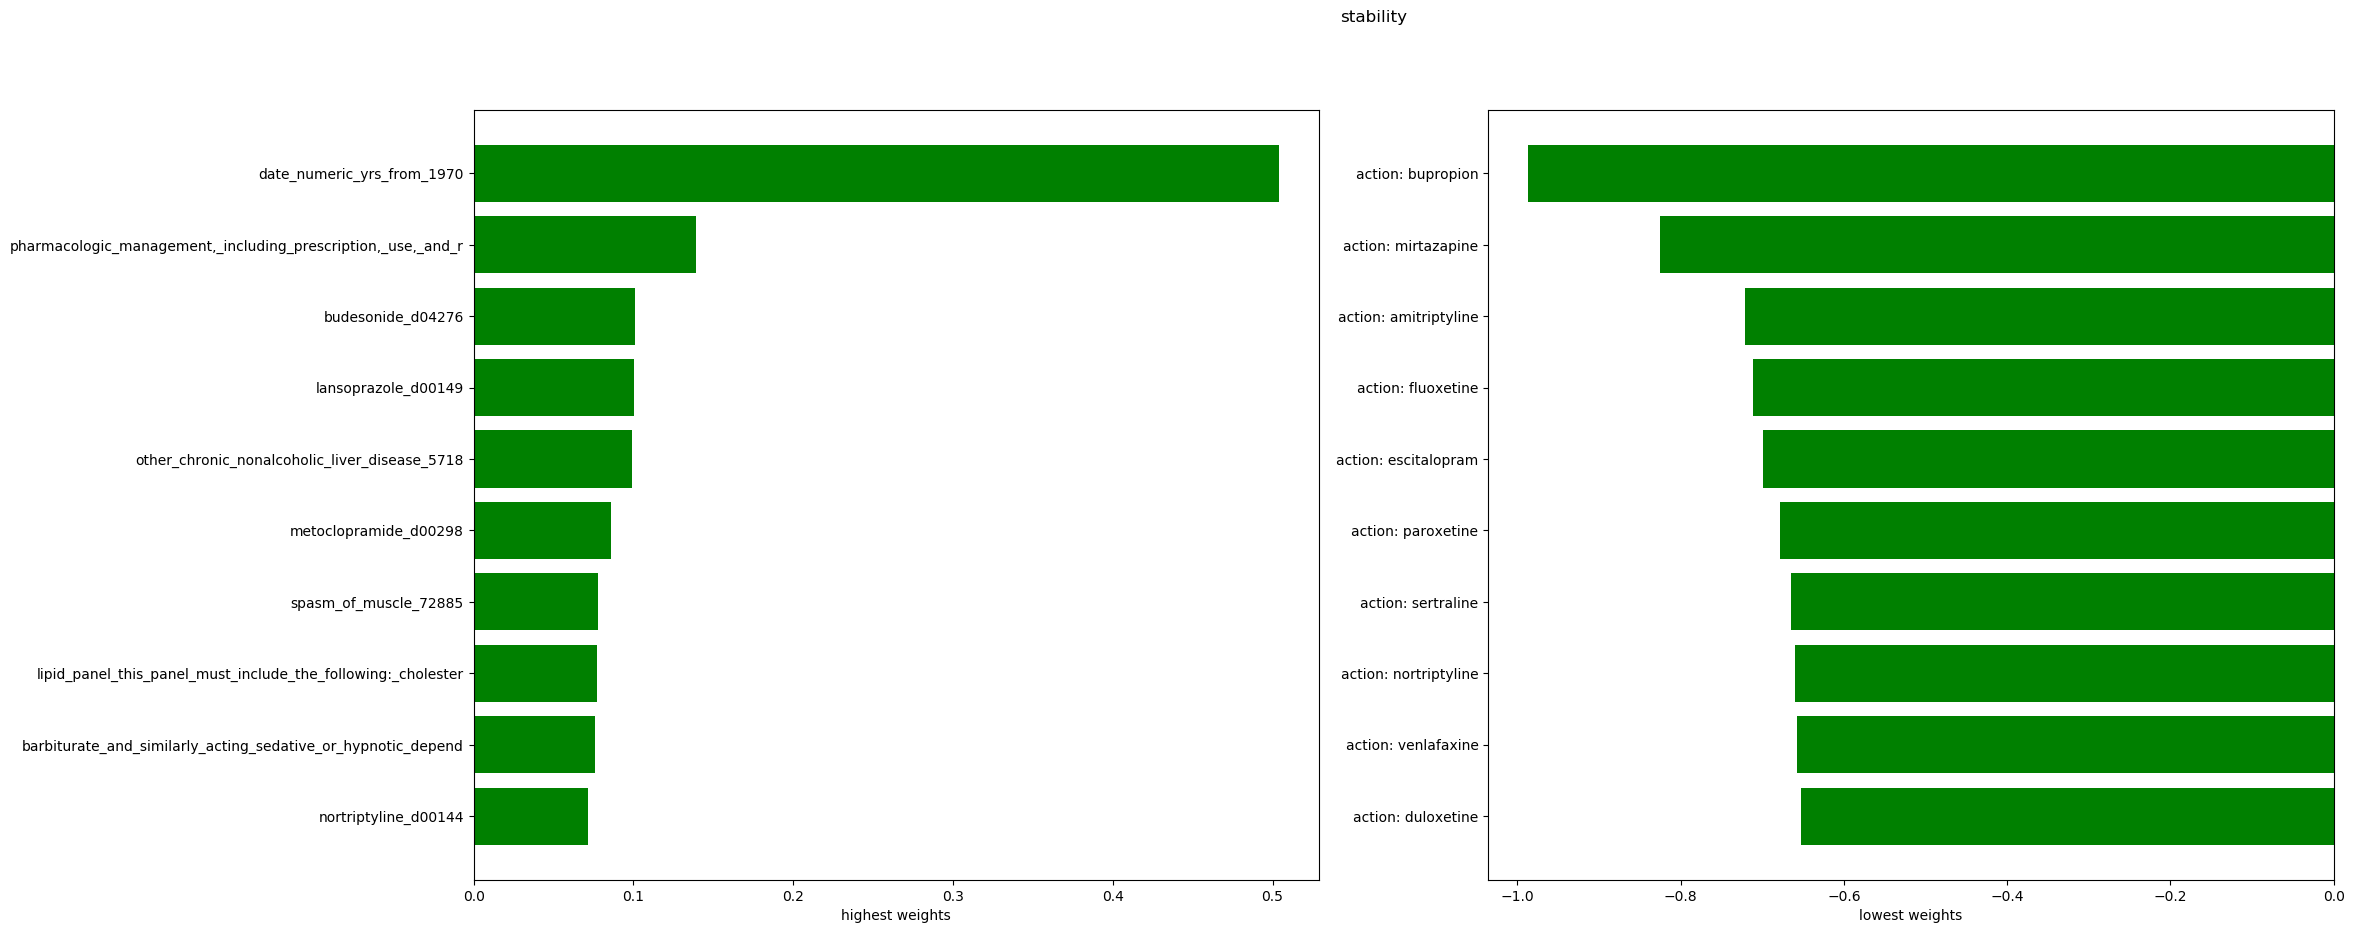 stability
date_numeric_yrs_from_1970
pharmacologic_management,_including_prescription,_use,_and_r
budesonide_d04276
lansoprazole_d00149
other_chronic_nonalcoholic_liver_disease_5718
metoclopramide_d00298
spasm_of_muscle_72885
lipid_panel_this_panel_must_include_the_following:_cholester
barbiturate_and_similarly_acting_sedative_or_hypnotic_depend
nortriptyline_d00144
0.0 0.1 0.2 0.3 0.4 0.5
highest weights
action: bupropion
action: mirtazapine
action: amitriptyline
action: fluoxetine
action: escitalopram
action: paroxetine
action: sertraline
action: nortriptyline
action: venlafaxine
action: duloxetine
−1.0 −0.8 −0.6 −0.4 −0.2 0.0
lowest weights